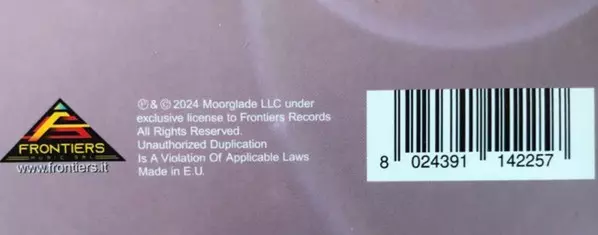 ℗ & © 2024 Moorglade LLC under
exclusive license to Frontiers Records
All Rights Reserved.
Unauthorized Duplication
Is A Violation Of Applicable Laws
Made in E.U.
FRONTIERS
MUSIC SRL
www.frontiers.it
8 024391 142257